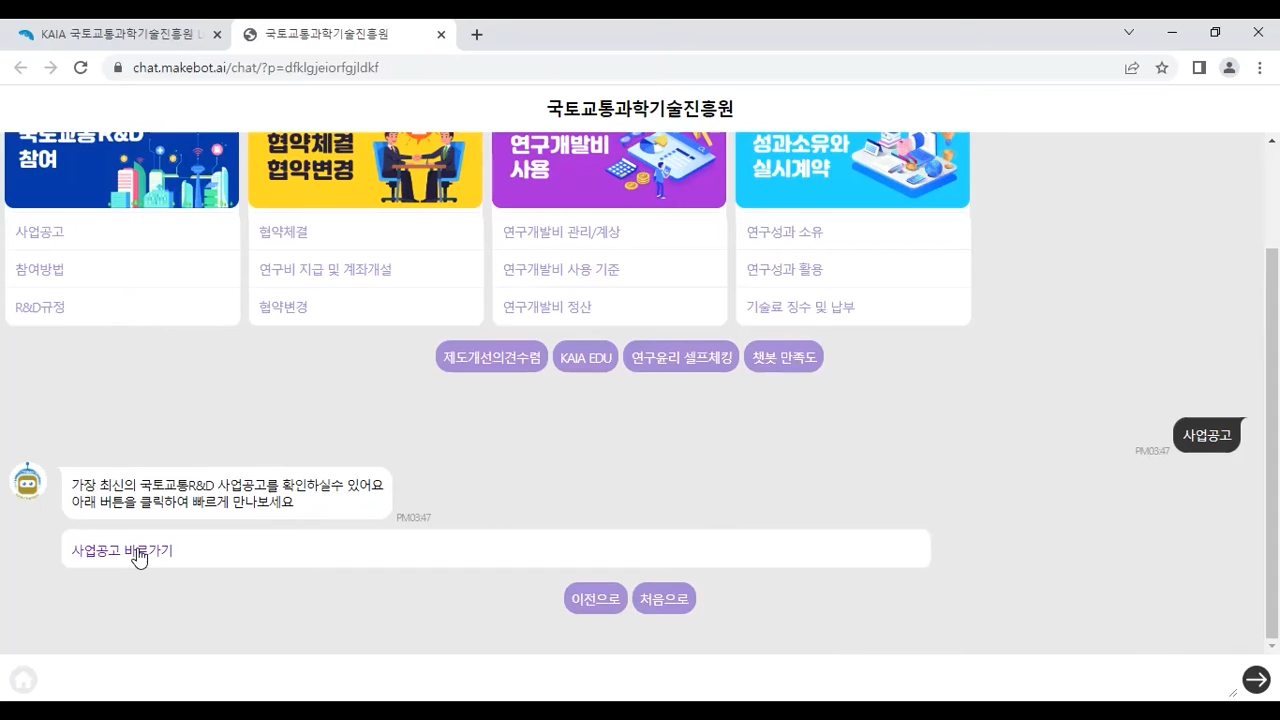 KAIA 국토교통과학기술진흥원
국토교통과학기술진흥원
chat.makebot.ai/chat/?p=dfklgjeiorfgjldkf
국토교통과학기술진흥원
국토교통R&D
참여
협약체결
협약변경
연구개발비
사용
성과소유와
실시계약
사업공고
협약체결
연구개발비 관리/계상
연구성과 소유
참여방법
연구비 지급 및 계좌개설
연구개발비 사용 기준
연구성과 활용
R&D규정
협약변경
연구개발비 정산
기술료 징수 및 납부
제도개선의견수렴
KAIA EDU
연구윤리 셀프체킹
챗봇 만족도
사업공고
PM03:47
가장 최신의 국토교통R&D 사업공고를 확인하실수 있어요
아래 버튼을 클릭하여 빠르게 만나보세요
PM03:47
사업공고 바로가기
이전으로
처음으로